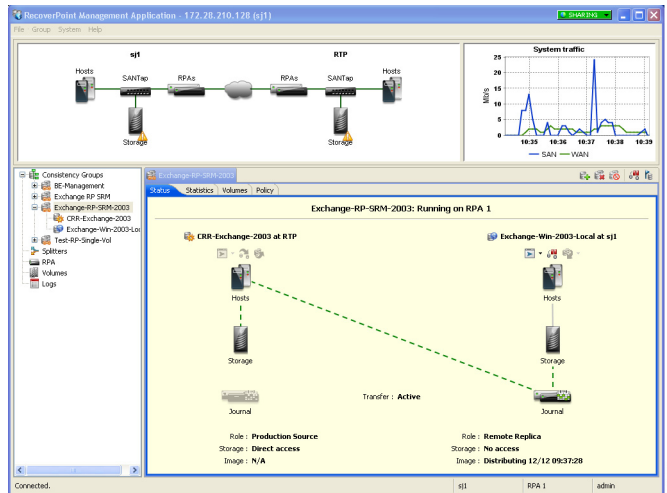 RecoverPoint Management Application - 172.28.210.128 (sj1)
SHARING
File Group System Help
sj1
RTP
Hosts
SANTap
RPAs
RPAs
SANTap
Hosts
Storage
Storage
System traffic
Mb/s
25
20
15
10
5
0
10:35 10:36 10:37 10:38 10:39
SAN WAN
Consistency Groups
BE-Management
Exchange RP SRM
Exchange-RP-SRM-2003
CRR-Exchange-2003
Exchange-Win-2003-Loc
Test-RP-Single-Vol
Splitters
RPA
Volumes
Logs
Exchange-RP-SRM-2003
Status Statistics Volumes Policy
Exchange-RP-SRM-2003: Running on RPA 1
CRR-Exchange-2003 at RTP
Exchange-Win-2003-Local at sj1
Hosts
Hosts
Storage
Storage
Journal
Transfer : Active
Journal
Role : Production Source
Storage : Direct access
Image : N/A
Role : Remote Replica
Storage : No access
Image : Distributing 12/12 09:37:28
Connected.
sj1
RPA 1
admin